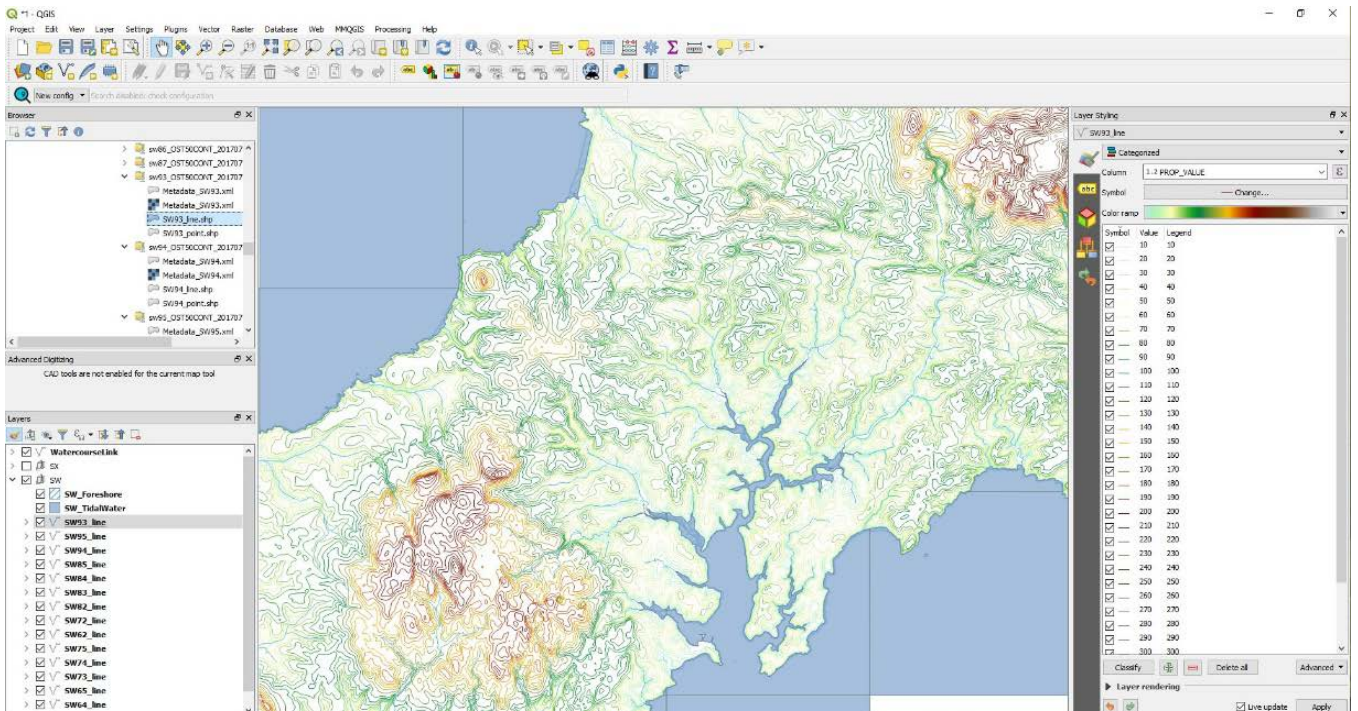 *1 - QGIS
Project Edit View Layer Settings Plugins Vector Raster Database Web MMQGIS Processing Help
New config
Browser
sw86_OST50CONT_201707
sw87_OST50CONT_201707
sw93_OST50CONT_201707
Metadata_SW93.xml
Metadata_SW93.xml
SW93_line.shp
SW93_point.shp
sw94_OST50CONT_201707
Metadata_SW94.xml
Metadata_SW94.xml
SW94_line.shp
SW94_point.shp
sw95_OST50CONT_201707
Metadata_SW95.xml
Advanced Digitizing
CAD tools are not enabled for the current map tool
Layers
WatercourseLink
SX
SW
SW_Foreshore
SW_TidalWater
SW93_line
SW95_line
SW94_line
SW85_line
SW84_line
SW83_line
SW82_line
SW72_line
SW62_line
SW75_line
SW74_line
SW73_line
SW65_line
SW64_line
Layer Styling
SW93_line
Categorized
Column 1.2 PROP_VALUE
Symbol Change...
Color ramp
Symbol Value Legend
10 10
20 20
30 30
40 40
50 50
60 60
70 70
80 80
90 90
100 100
110 110
120 120
130 130
140 140
150 150
160 160
170 170
180 180
190 190
200 200
210 210
220 220
230 230
240 240
250 250
260 260
270 270
280 280
290 290
300 300
Classify Delete all Advanced
Layer rendering
Live update Apply